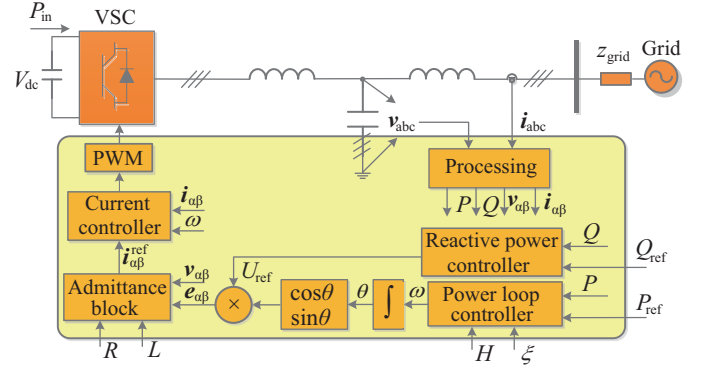 P_in
VSC
V_dc
z_grid
Grid
v_abc
i_abc
PWM
Processing
Current
controller
i_αβ
ω
P
Q
v_αβ
i_αβ
i_αβ^ref
Reactive power
controller
Q
Q_ref
Admittance
block
v_αβ
e_αβ
U_ref
×
cosθ
sinθ
θ
∫
ω
Power loop
controller
P
P_ref
R
L
H
ξ